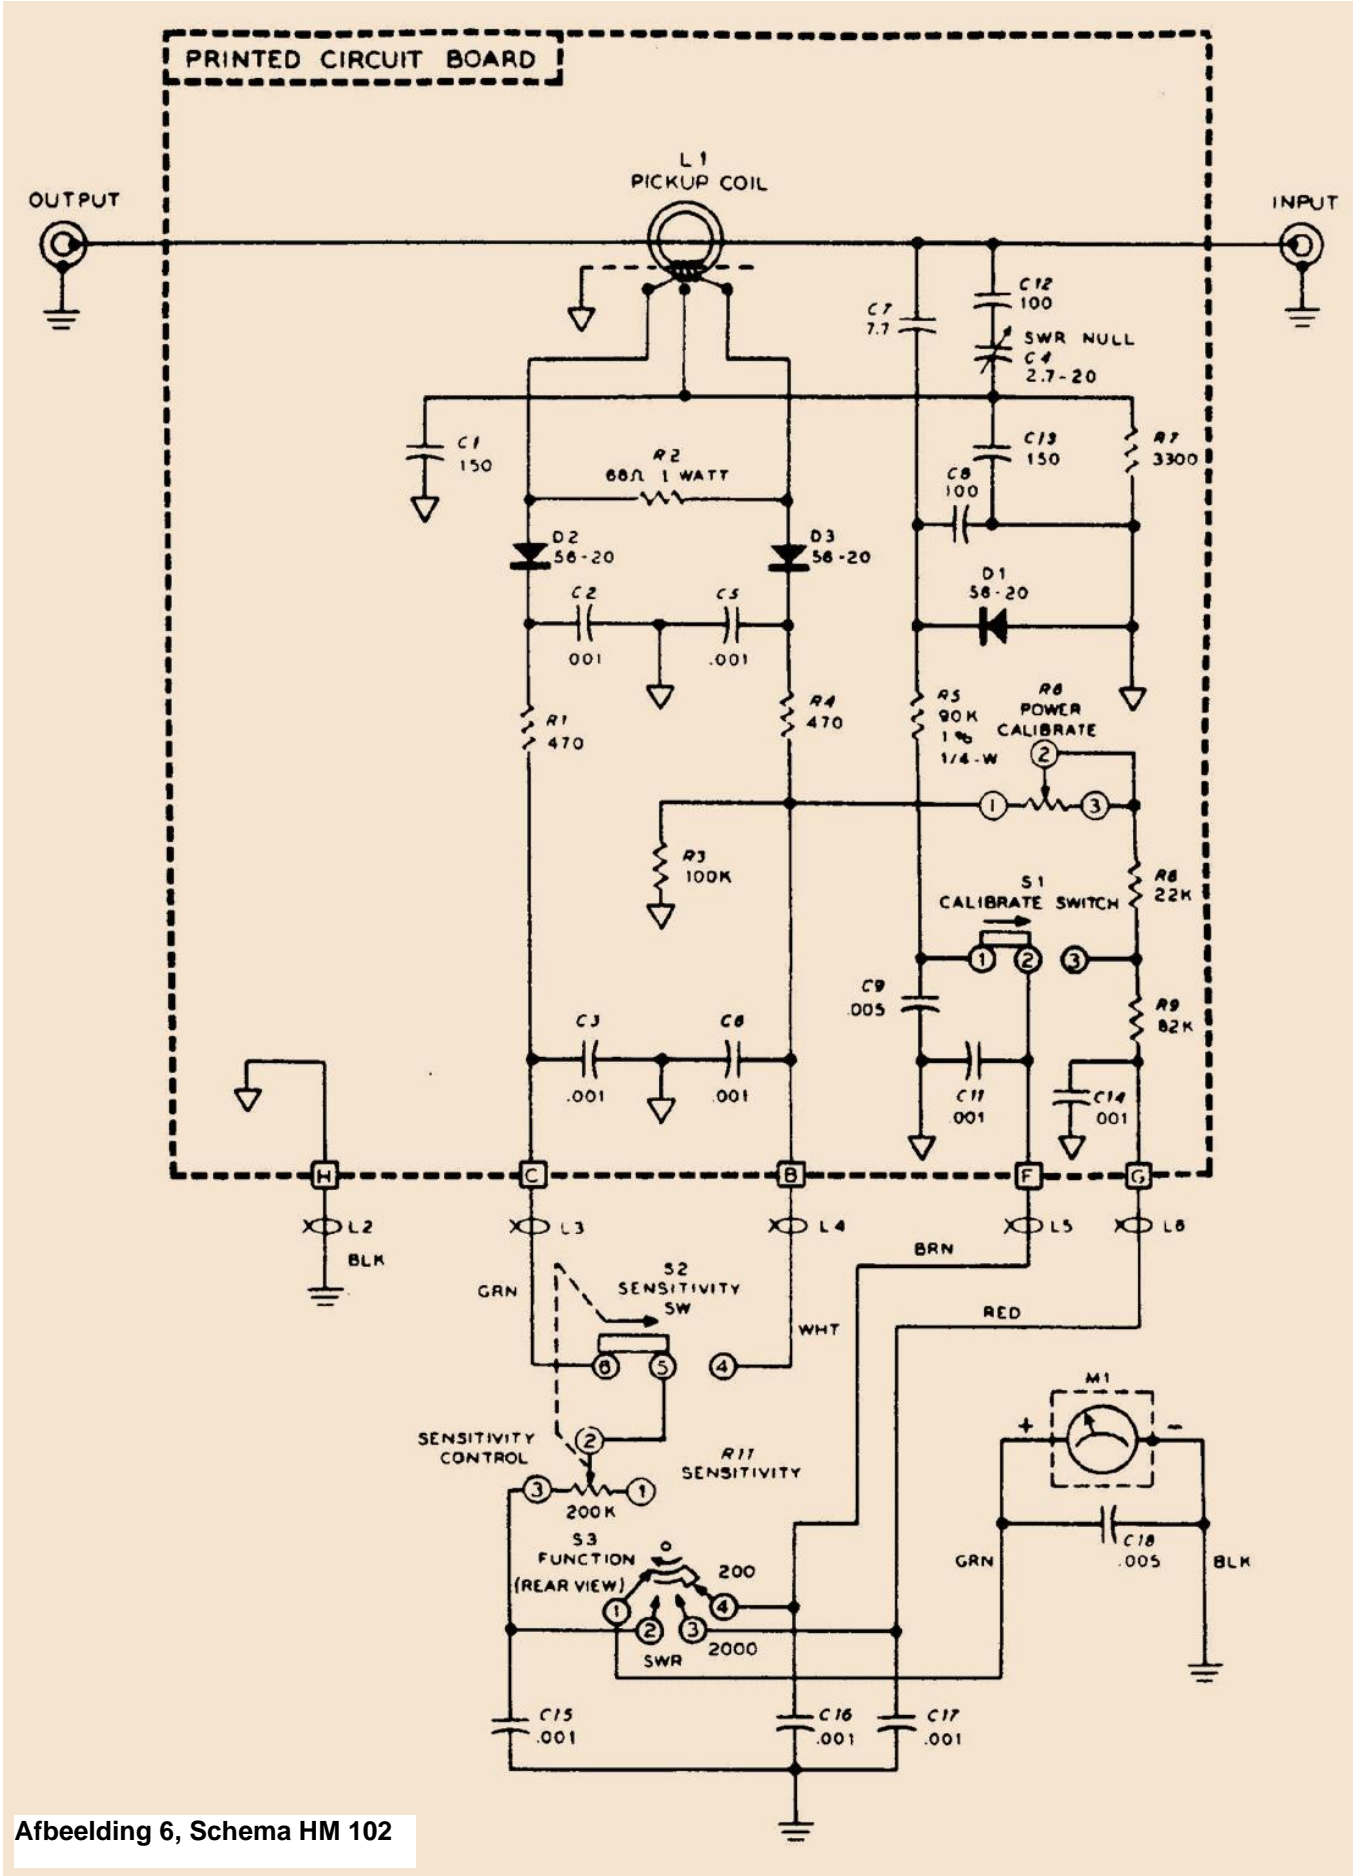 PRINTED CIRCUIT BOARD
L1
PICKUP COIL
OUTPUT
INPUT
C12
100
C7
7.7
SWR NULL
C4
2.7-20
C1
150
R2
68Ω 1 WATT
C13
150
R7
3300
C8
100
D2
56-20
D3
56-20
D1
56-20
C2
001
C5
.001
R1
470
R4
470
R5
90K
1%
1/4-W
R6
POWER
CALIBRATE
2
1
3
R3
100K
R8
22K
S1
CALIBRATE SWITCH
1
2
3
C9
.005
R9
82K
C3
.001
C6
.001
C11
.001
C14
001
H
C
B
F
G
L2
L3
L4
L5
L6
BLK
GRN
S2
SENSITIVITY
SW
WHT
BRN
RED
6
5
4
M1
+
-
SENSITIVITY
CONTROL
2
R11
SENSITIVITY
3
1
200K
S3
FUNCTION
(REAR VIEW)
200
1
4
2
3
2000
SWR
GRN
C18
.005
BLK
C15
.001
C16
.001
C17
.001
Afbeelding 6, Schema HM 102